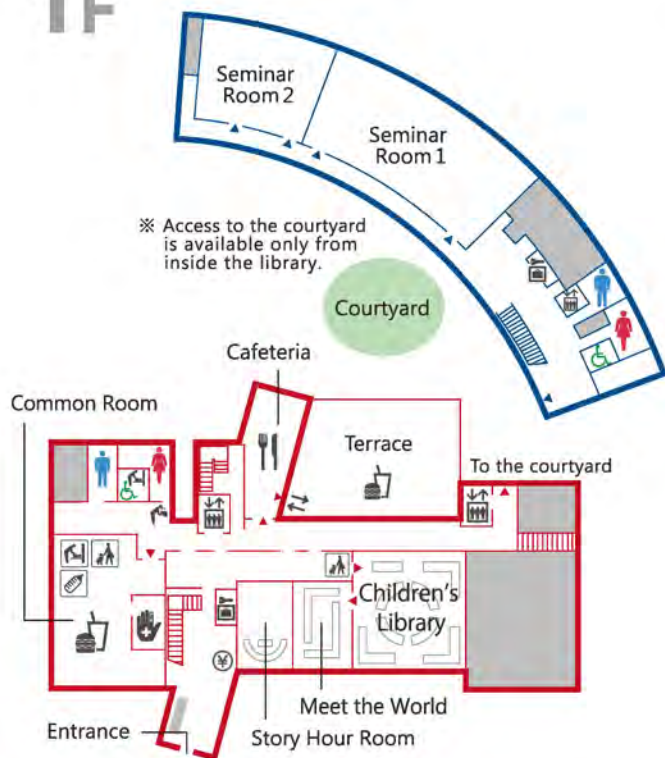 1F
Seminar
Room 2
Seminar
Room 1
※ Access to the courtyard
is available only from
inside the library.
Courtyard
Cafeteria
Common Room
Terrace
To the courtyard
Children's
Library
¥
Meet the World
Entrance
Story Hour Room